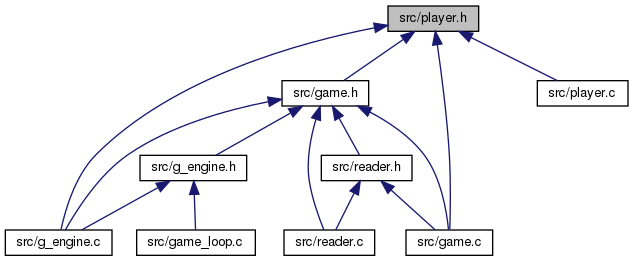 src/player.h
src/game.h
src/player.c
src/g_engine.h
src/reader.h
src/g_engine.c
src/game_loop.c
src/reader.c
src/game.c